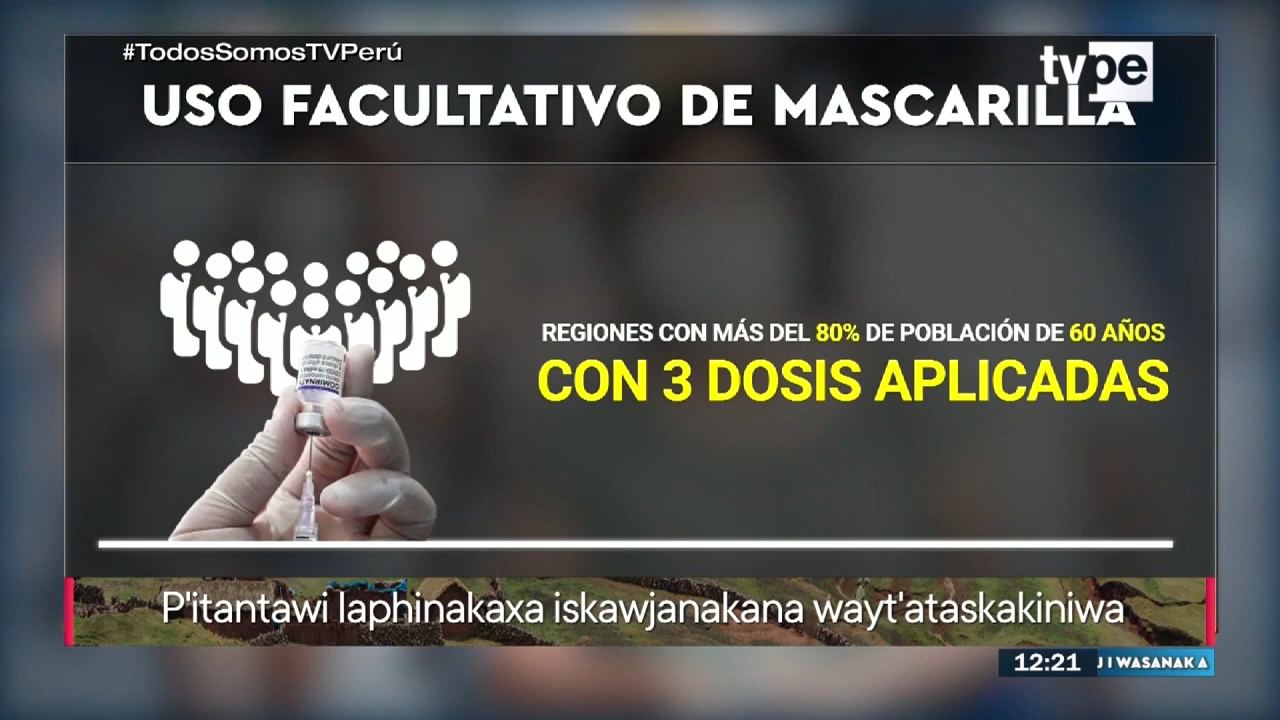 #TodosSomosTVPerú
tvpe
USO FACULTATIVO DE MASCARILLA
REGIONES CON MÁS DEL 80% DE POBLACIÓN DE 60 AÑOS
CON 3 DOSIS APLICADAS
COMIRNATY
P'itantawi laphinakaxa iskawjanakana wayt'ataskakiniwa
12:21 JIWASANAKA